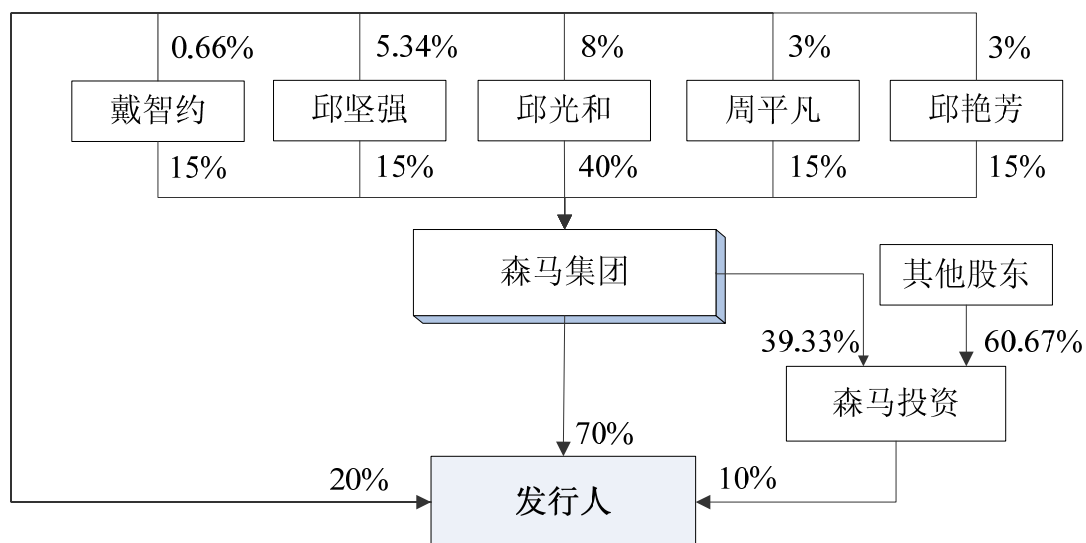 0.66% 5.34% 8% 3% 3%
戴智约 邱坚强 邱光和 周平凡 邱艳芳
15% 15% 40% 15% 15%
森马集团 其他股东
39.33% 60.67%
森马投资
70%
20% 10%
发行人